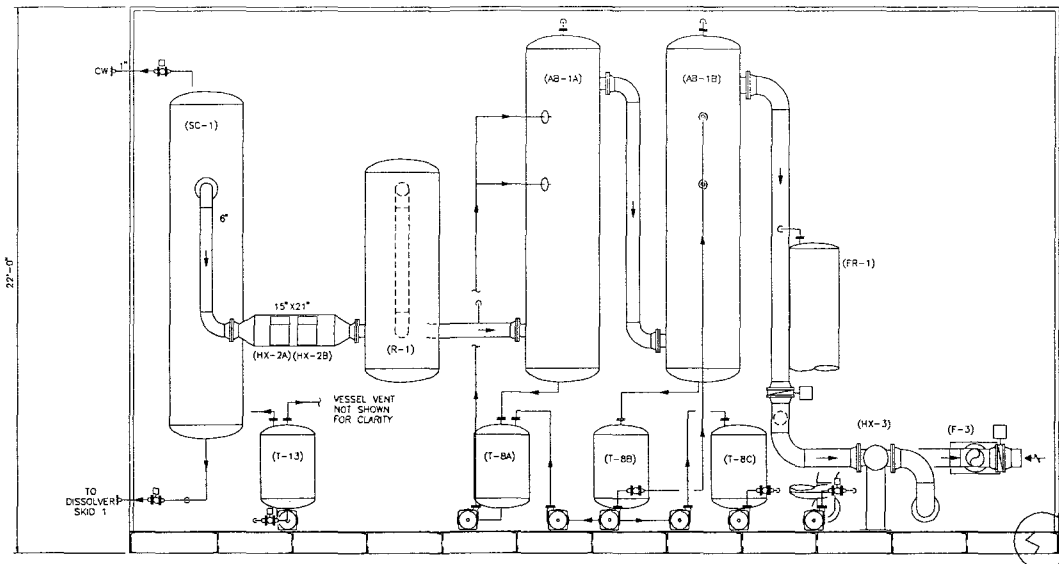 CW
1"
(SC-1)
6"
15"X21"
(HX-2A)
(HX-2B)
(R-1)
(AB-1A)
(AB-1B)
(FR-1)
22'-0"
VESSEL VENT
NOT SHOWN
FOR CLARITY
(T-13)
(T-8A)
(T-8B)
(T-8C)
(HX-3)
(F-3)
TO
DISSOLVER
SKID 1